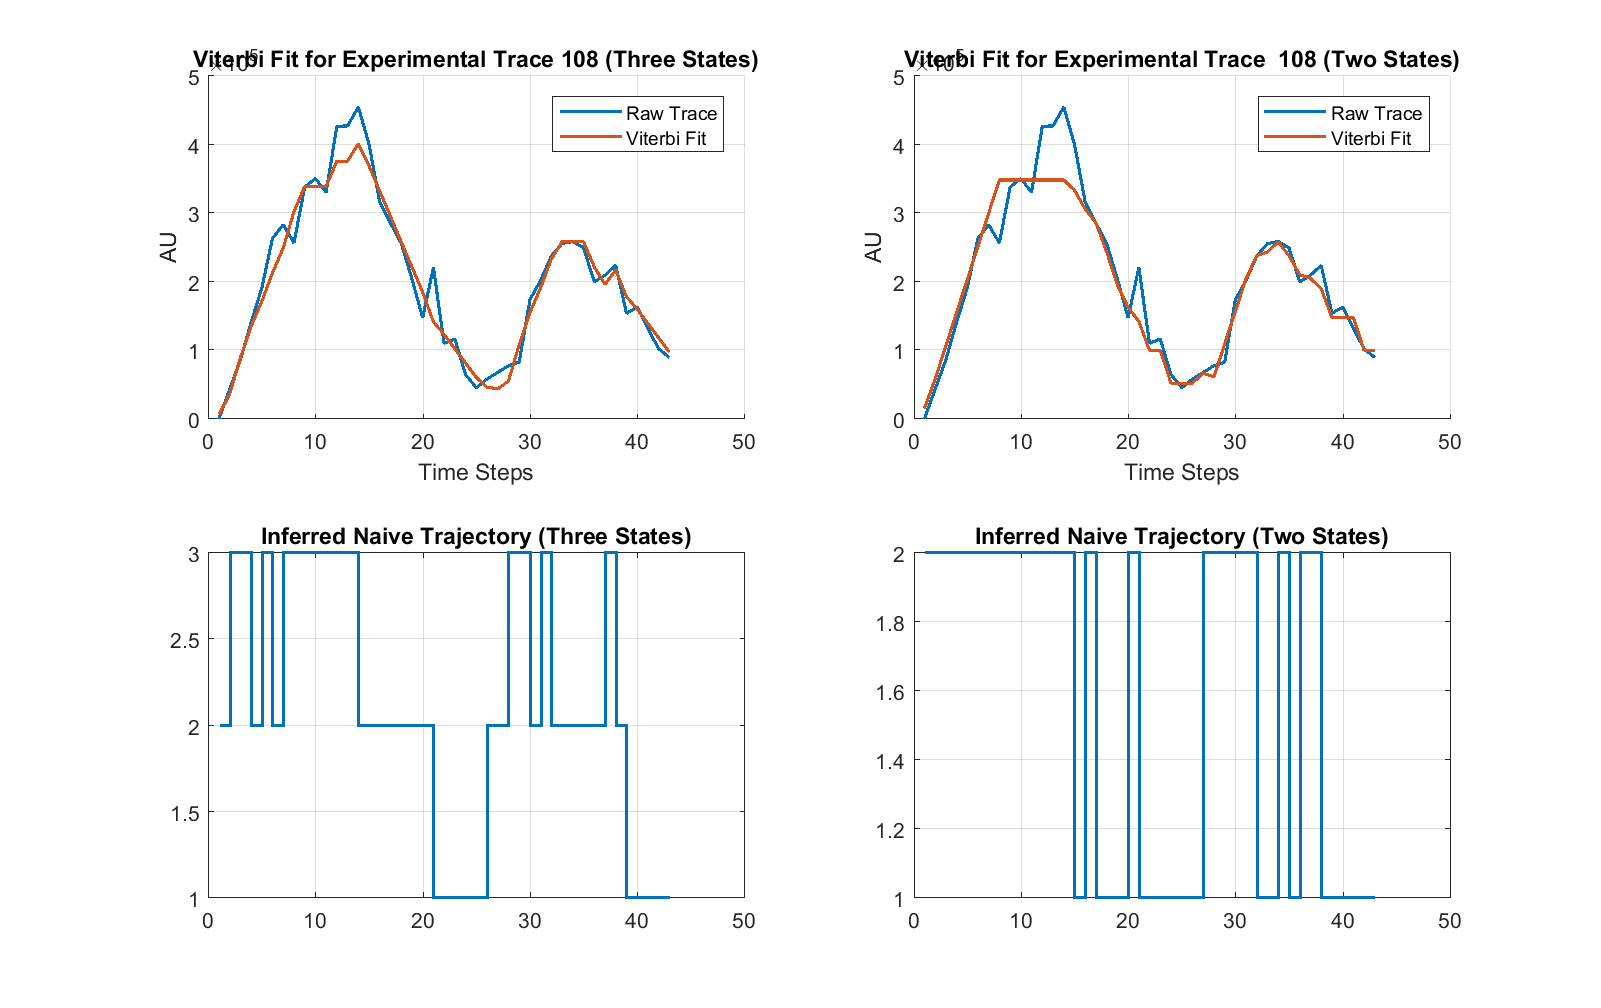 Viterbi Fit for Experimental Trace 108 (Three States)
×10^5
5
4
3
2
1
0
AU
Raw Trace
Viterbi Fit
0 10 20 30 40 50
Time Steps
Viterbi Fit for Experimental Trace 108 (Two States)
×10^5
5
4
3
2
1
0
AU
Raw Trace
Viterbi Fit
0 10 20 30 40 50
Time Steps
Inferred Naive Trajectory (Three States)
3
2.5
2
1.5
1
0 10 20 30 40 50
Inferred Naive Trajectory (Two States)
2
1.8
1.6
1.4
1.2
1
0 10 20 30 40 50